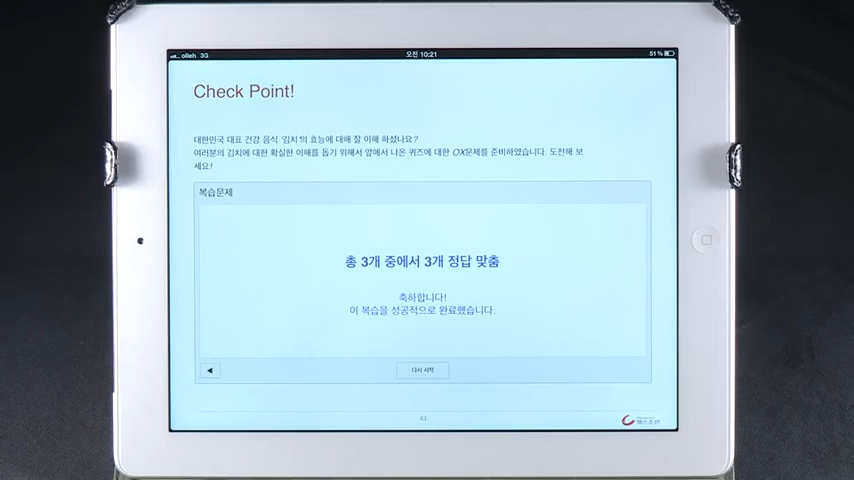 olleh 3G
오전 10:21
51%
Check Point!
대한민국 대표 건강 음식 '김치'의 효능에 대해 잘 이해 하셨나요?
여러분의 김치에 대한 확실한 이해를 돕기 위해서 앞에서 나온 퀴즈에 대한 OX문제를 준비하였습니다. 도전해 보
세요!
복습문제
총 3개 중에서 3개 정답 맞춤
축하합니다!
이 복습을 성공적으로 완료했습니다.
다시 시작
43
헬스조선